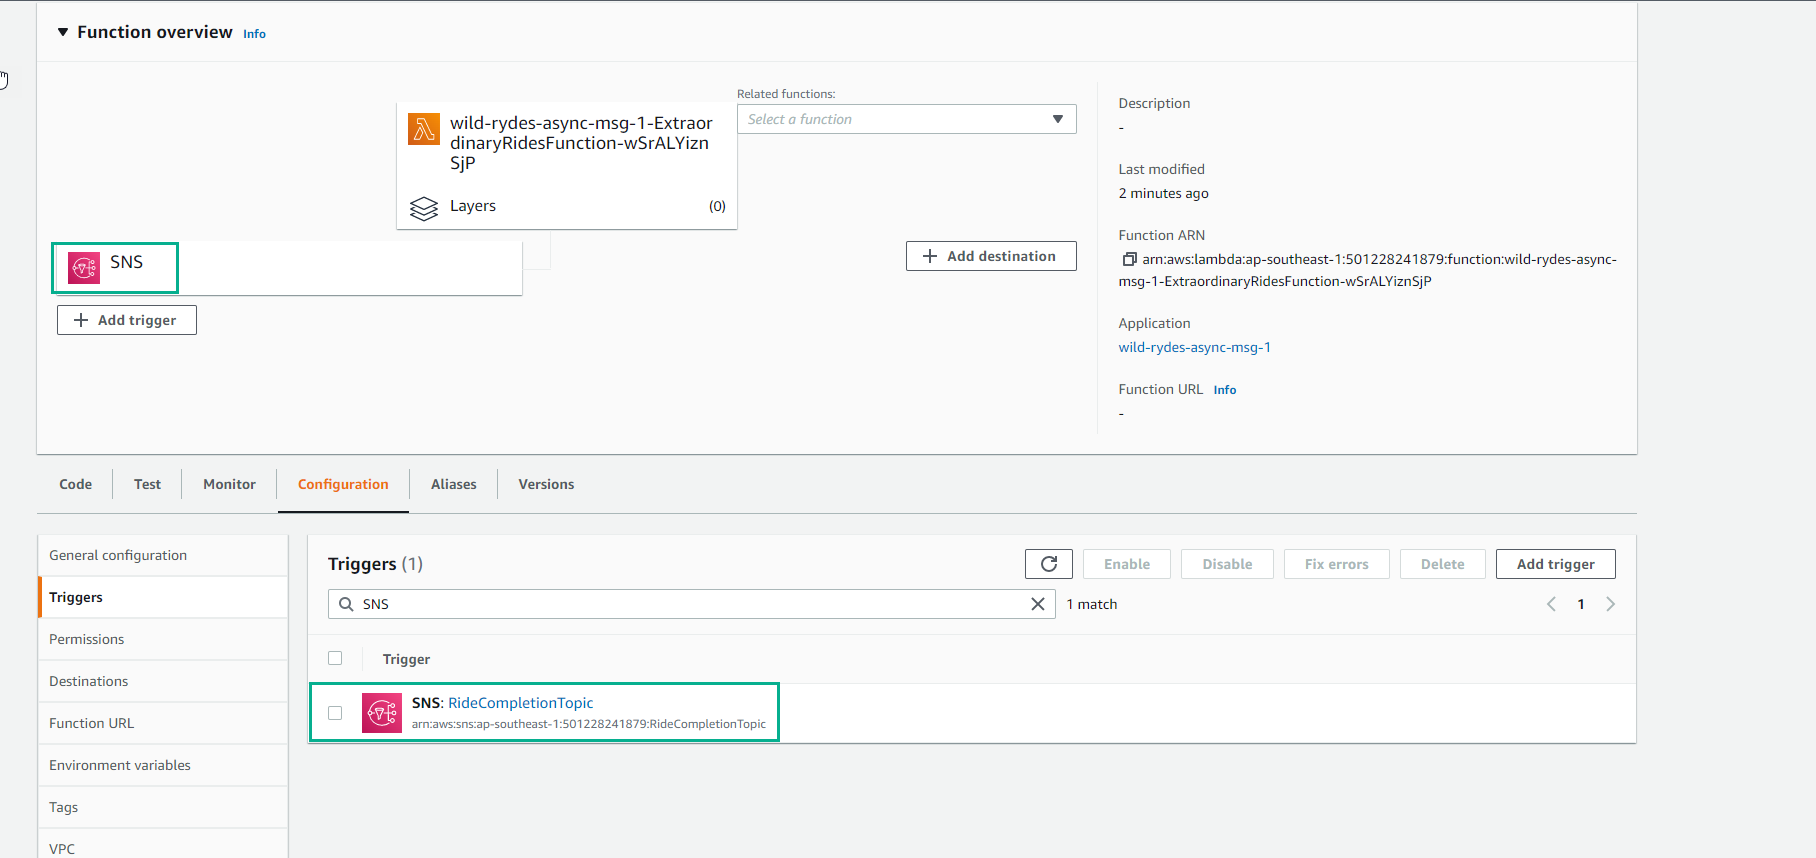 Function overview Info
Related functions:
Select a function
wild-rydes-async-msg-1-Extraor
dinaryRidesFunction-wSrALYizn
SjP
Layers (0)
SNS
Add trigger
Add destination
Description
-
Last modified
2 minutes ago
Function ARN
arn:aws:lambda:ap-southeast-1:501228241879:function:wild-rydes-async-
msg-1-ExtraordinaryRidesFunction-wSrALYiznSjP
Application
wild-rydes-async-msg-1
Function URL Info
-
Code Test Monitor Configuration Aliases Versions
General configuration
Triggers
Permissions
Destinations
Function URL
Environment variables
Tags
VPC
Triggers (1)
Enable Disable Fix errors Delete Add trigger
SNS 1 match 1
Trigger
SNS: RideCompletionTopic
arn:aws:sns:ap-southeast-1:501228241879:RideCompletionTopic